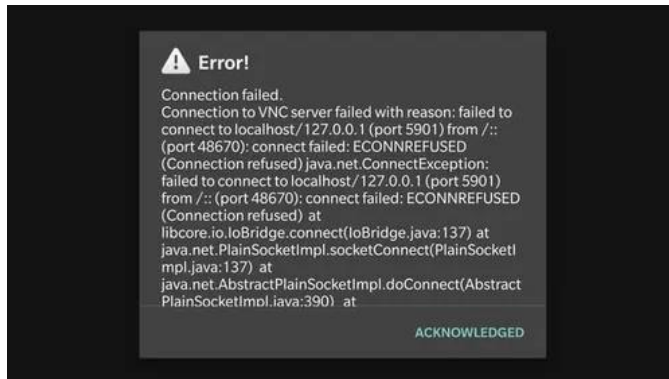 Error!
Connection failed.
Connection to VNC server failed with reason: failed to
connect to localhost/127.0.0.1 (port 5901) from /::
(port 48670): connect failed: ECONNREFUSED
(Connection refused) java.net.ConnectException:
failed to connect to localhost/127.0.0.1 (port 5901)
from /:: (port 48670): connect failed: ECONNREFUSED
(Connection refused) at
libcore.io.IoBridge.connect(IoBridge.java:137) at
java.net.PlainSocketImpl.socketConnect(PlainSocketI
mpl.java:137) at
java.net.AbstractPlainSocketImpl.doConnect(Abstract
PlainSocketImpl.java:390) at
ACKNOWLEDGED